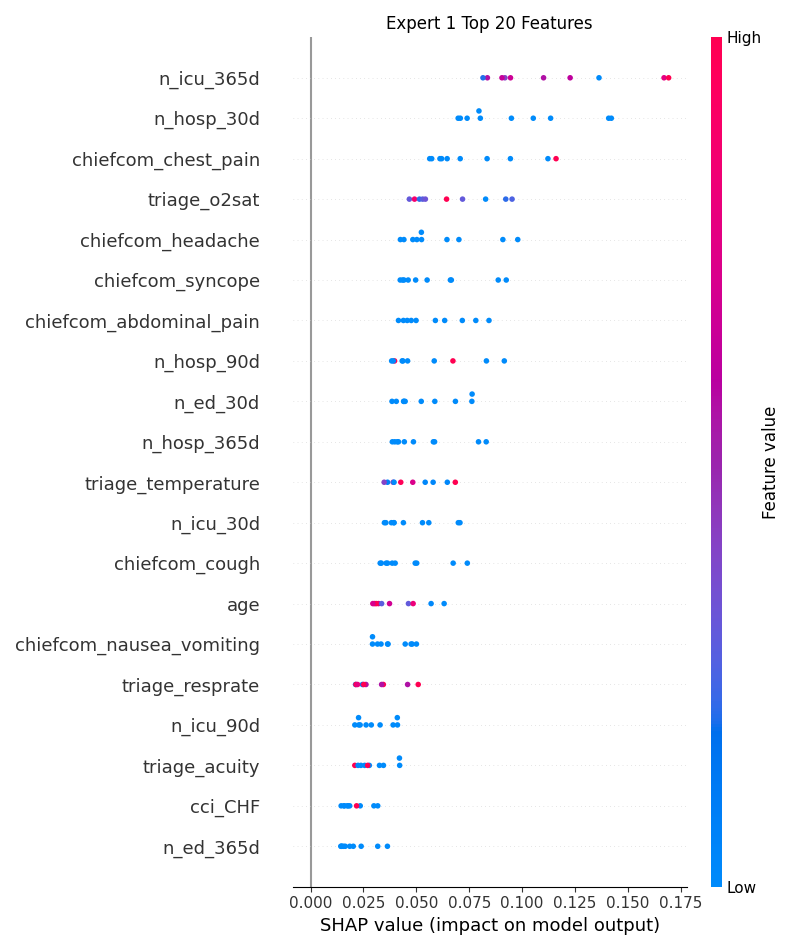 Expert 1 Top 20 Features
High
n_icu_365d
n_hosp_30d
chiefcom_chest_pain
triage_o2sat
chiefcom_headache
chiefcom_syncope
chiefcom_abdominal_pain
n_hosp_90d
n_ed_30d
n_hosp_365d
triage_temperature
n_icu_30d
chiefcom_cough
age
chiefcom_nausea_vomiting
triage_resprate
n_icu_90d
triage_acuity
cci_CHF
n_ed_365d
Feature value
Low
0.000 0.025 0.050 0.075 0.100 0.125 0.150 0.175
SHAP value (impact on model output)